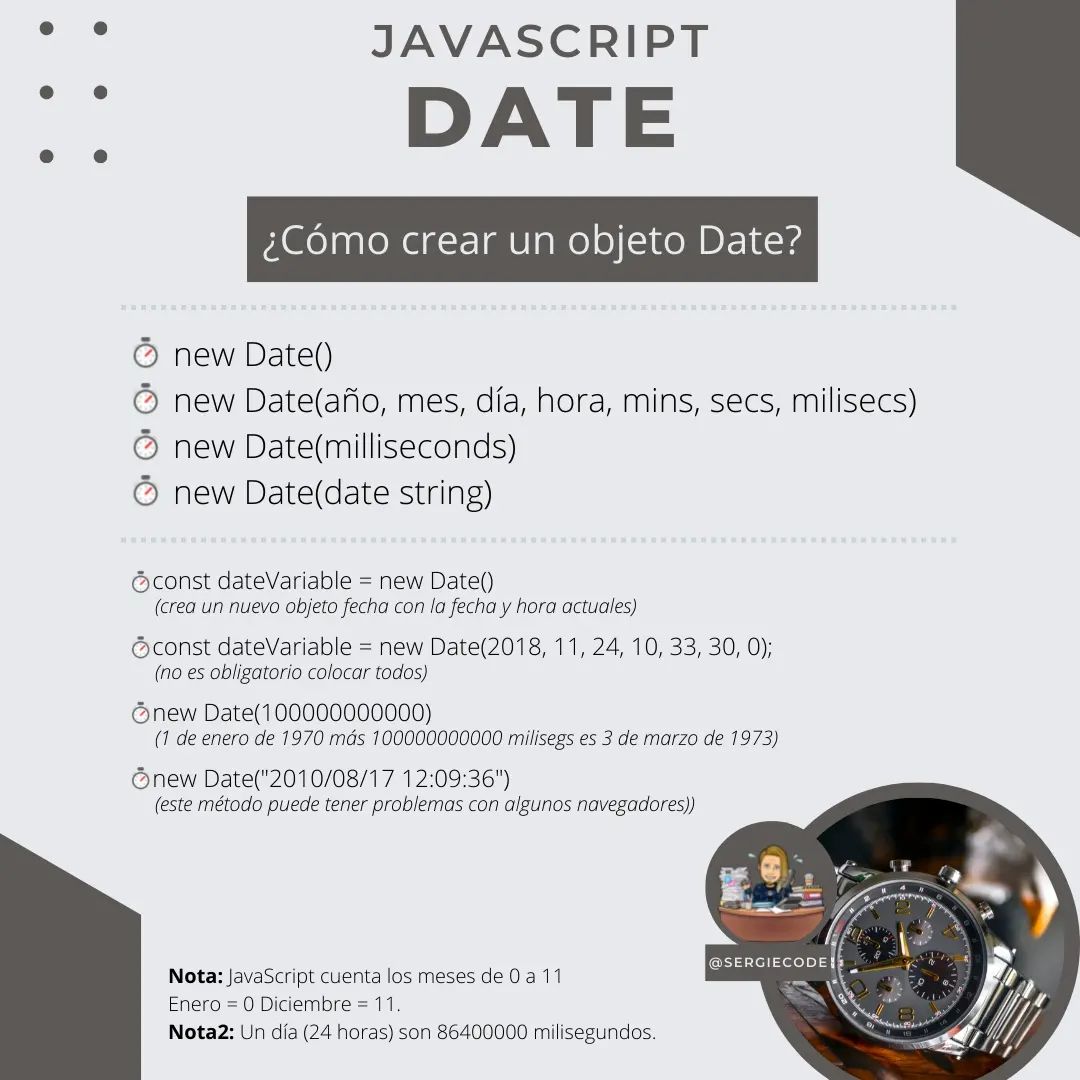 JAVASCRIPT
DATE
¿Cómo crear un objeto Date?
new Date()
new Date(año, mes, día, hora, mins, secs, milisecs)
new Date(milliseconds)
new Date(date string)
const dateVariable = new Date()
(crea un nuevo objeto fecha con la fecha y hora actuales)
const dateVariable = new Date(2018, 11, 24, 10, 33, 30, 0);
(no es obligatorio colocar todos)
new Date(100000000000)
(1 de enero de 1970 más 100000000000 milisegs es 3 de marzo de 1973)
new Date("2010/08/17 12:09:36")
(este método puede tener problemas con algunos navegadores))
@SERGIECODE
Nota: JavaScript cuenta los meses de 0 a 11
Enero = 0 Diciembre = 11.
Nota2: Un día (24 horas) son 86400000 milisegundos.